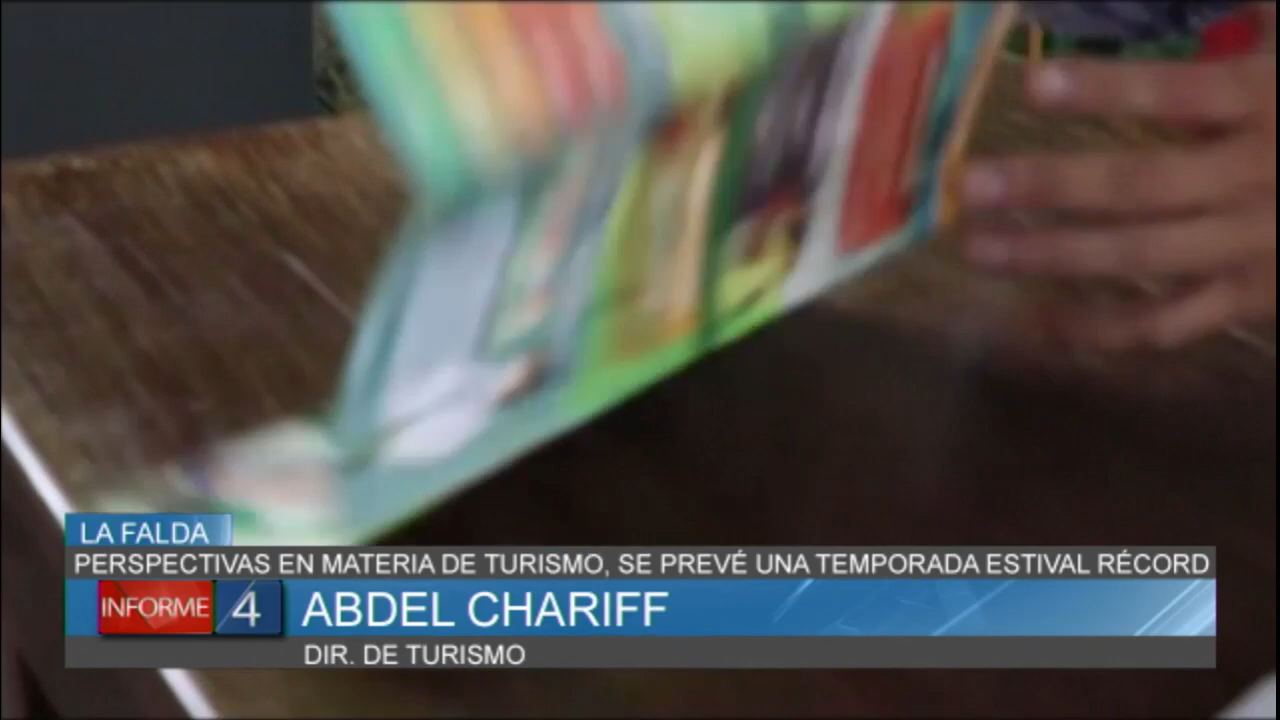 LA FALDA
PERSPECTIVAS EN MATERIA DE TURISMO, SE PREVÉ UNA TEMPORADA ESTIVAL RÉCORD
INFORME 4
ABDEL CHARIFF
DIR. DE TURISMO